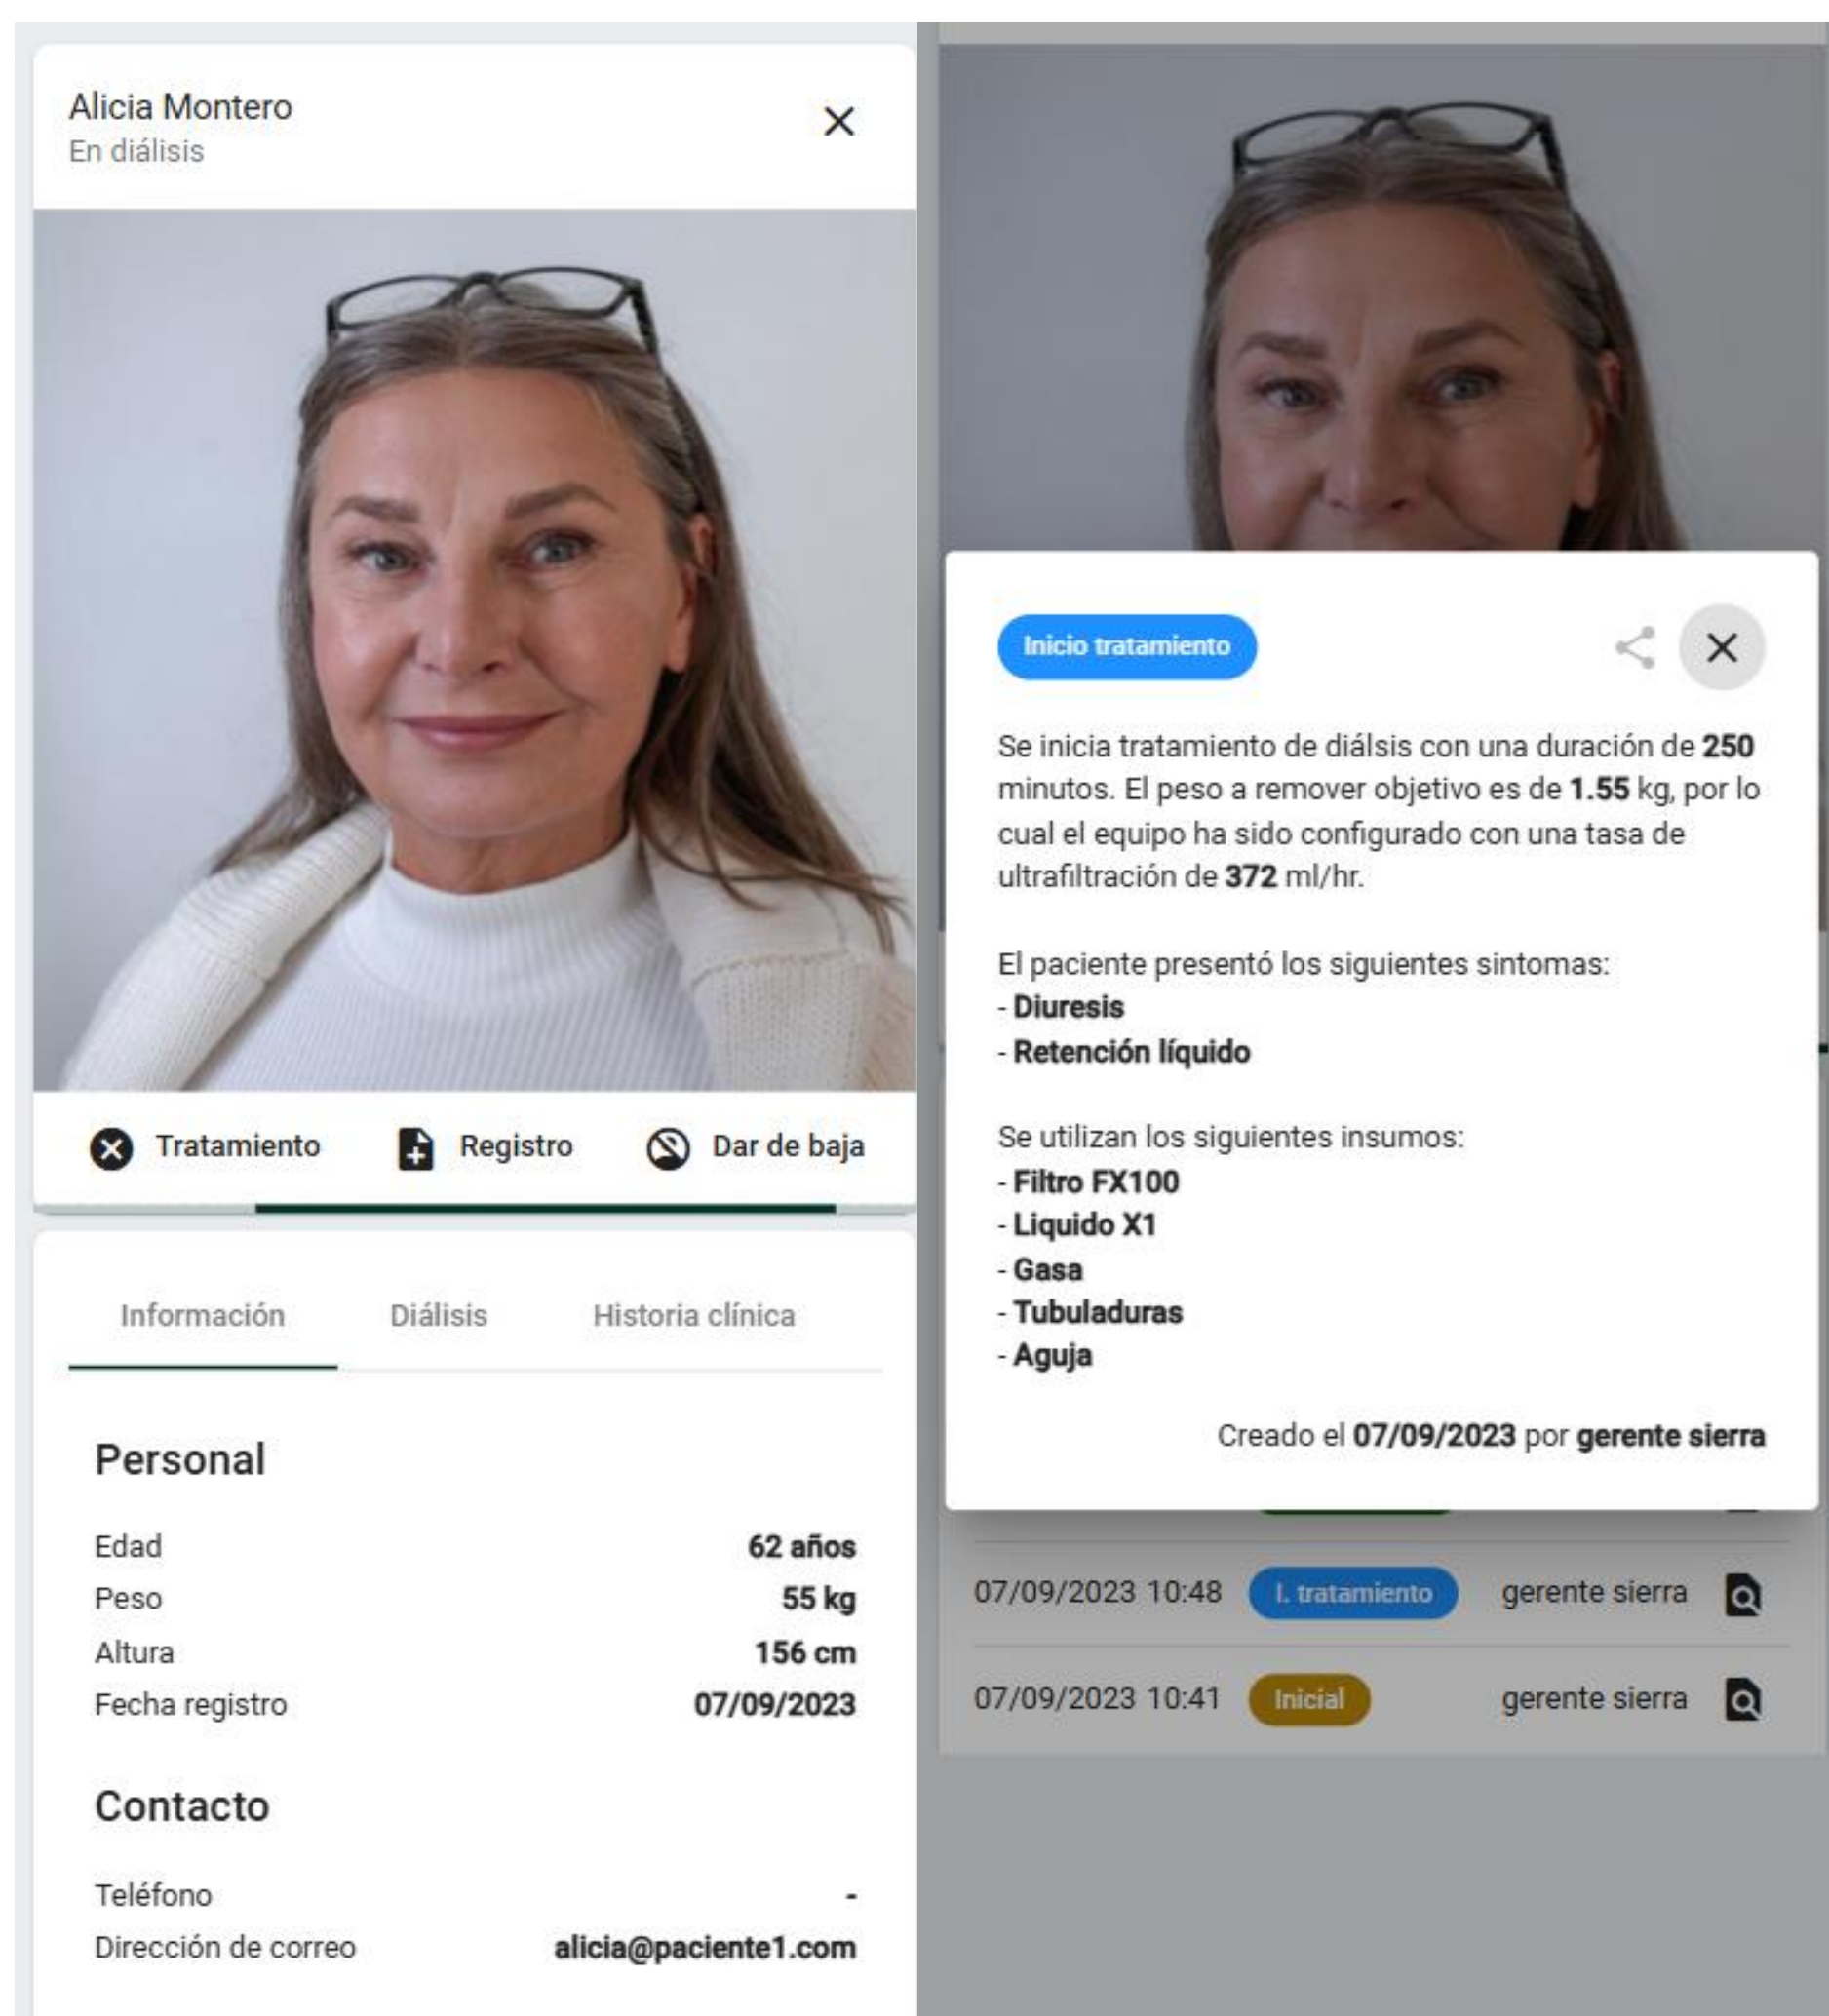 Alicia Montero
En diálisis
Tratamiento
Registro
Dar de baja
Información
Diálisis
Historia clínica
Personal
Edad 62 años
Peso 55 kg
Altura 156 cm
Fecha registro 07/09/2023
Contacto
Teléfono -
Dirección de correo alicia@paciente1.com
Inicio tratamiento
Se inicia tratamiento de diálsis con una duración de 250
minutos. El peso a remover objetivo es de 1.55 kg, por lo
cual el equipo ha sido configurado con una tasa de
ultrafiltración de 372 ml/hr.
El paciente presentó los siguientes sintomas:
- Diuresis
- Retención líquido
Se utilizan los siguientes insumos:
- Filtro FX100
- Liquido X1
- Gasa
- Tubuladuras
- Aguja
Creado el 07/09/2023 por gerente sierra
07/09/2023 10:48 I. tratamiento gerente sierra
07/09/2023 10:41 Inicial gerente sierra